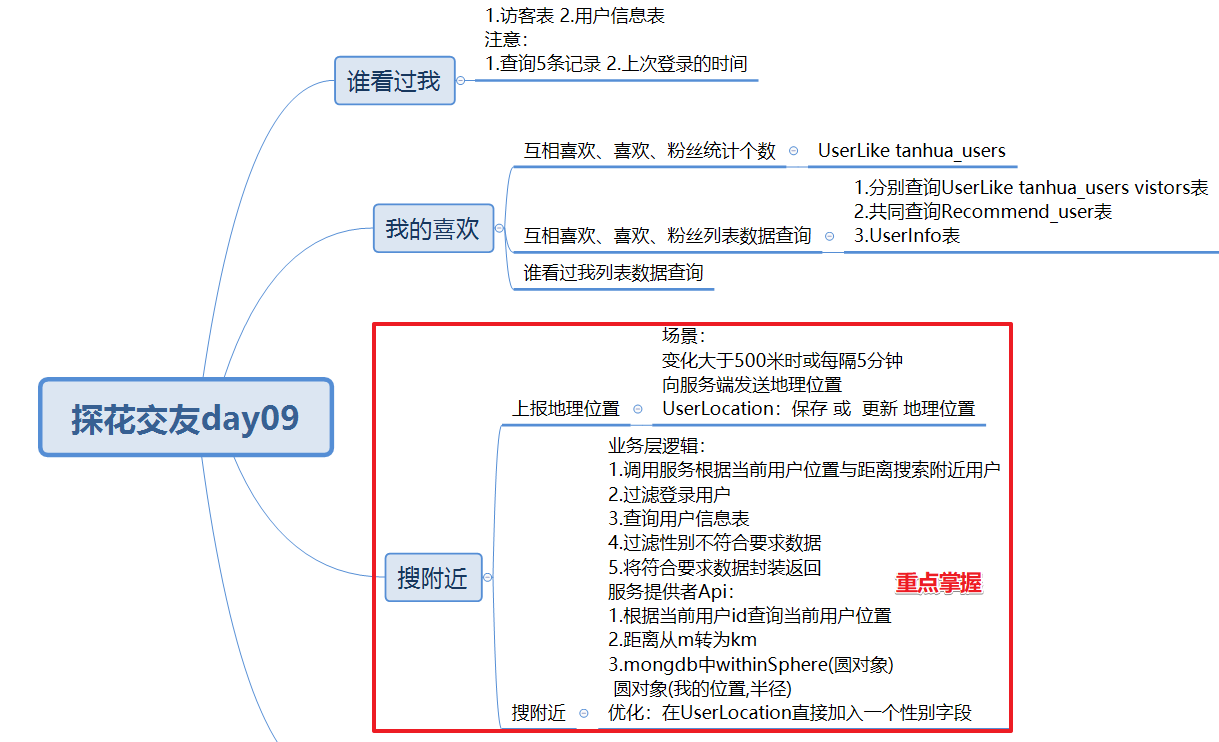 1.访客表 2.用户信息表
注意：
1.查询5条记录 2.上次登录的时间
谁看过我
互相喜欢、喜欢、粉丝统计个数
UserLike tanhua_users
我的喜欢
互相喜欢、喜欢、粉丝列表数据查询
1.分别查询UserLike tanhua_users vistors表
2.共同查询Recommend_user表
3.UserInfo表
谁看过我列表数据查询
探花交友day09
搜附近
上报地理位置
场景：
变化大于500米时或每隔5分钟
向服务端发送地理位置
UserLocation：保存 或 更新 地理位置
搜附近
业务层逻辑：
1.调用服务根据当前用户位置与距离搜索附近用户
2.过滤登录用户
3.查询用户信息表
4.过滤性别不符合要求数据
5.将符合要求数据封装返回
服务提供者Api：
1.根据当前用户id查询当前用户位置
2.距离从m转为km
3.mongdb中withinSphere(圆对象)
圆对象(我的位置,半径)
优化：在UserLocation直接加入一个性别字段
重点掌握